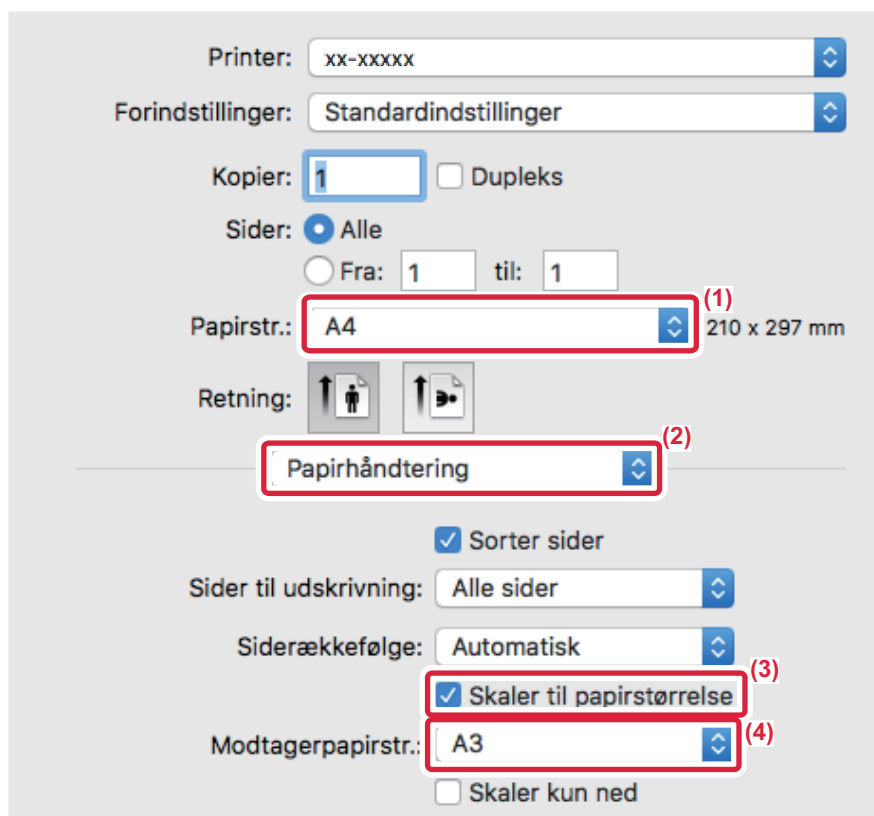 Printer: xx-xxxxx
Forindstillinger: Standardindstillinger
Kopier: 1 Dupleks
Sider: Alle
Fra: 1 til: 1
(1)
Papirstr.: A4 210 x 297 mm
Retning:
(2)
Papirhåndtering
Sorter sider
Sider til udskrivning: Alle sider
Siderækkefølge: Automatisk
(3)
Skaler til papirstørrelse
Modtagerpapirstr.: A3 (4)
Skaler kun ned